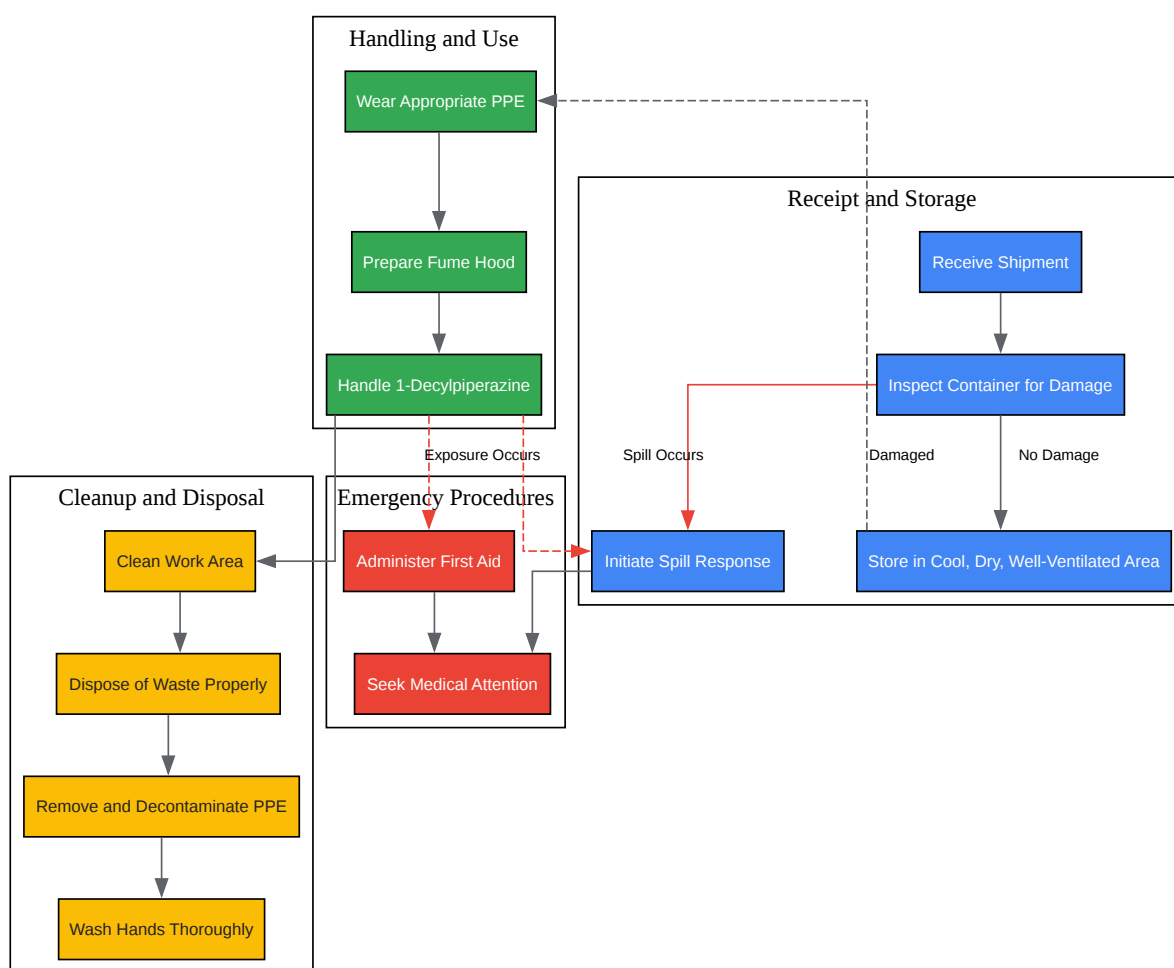 Handling and Use
Wear Appropriate PPE
Prepare Fume Hood
Handle 1-Decylpiperazine
Receipt and Storage
Receive Shipment
Inspect Container for Damage
Exposure Occurs
Spill Occurs
Damaged
No Damage
Initiate Spill Response
Store in Cool, Dry, Well-Ventilated Area
Emergency Procedures
Administer First Aid
Seek Medical Attention
Cleanup and Disposal
Clean Work Area
Dispose of Waste Properly
Remove and Decontaminate PPE
Wash Hands Thoroughly